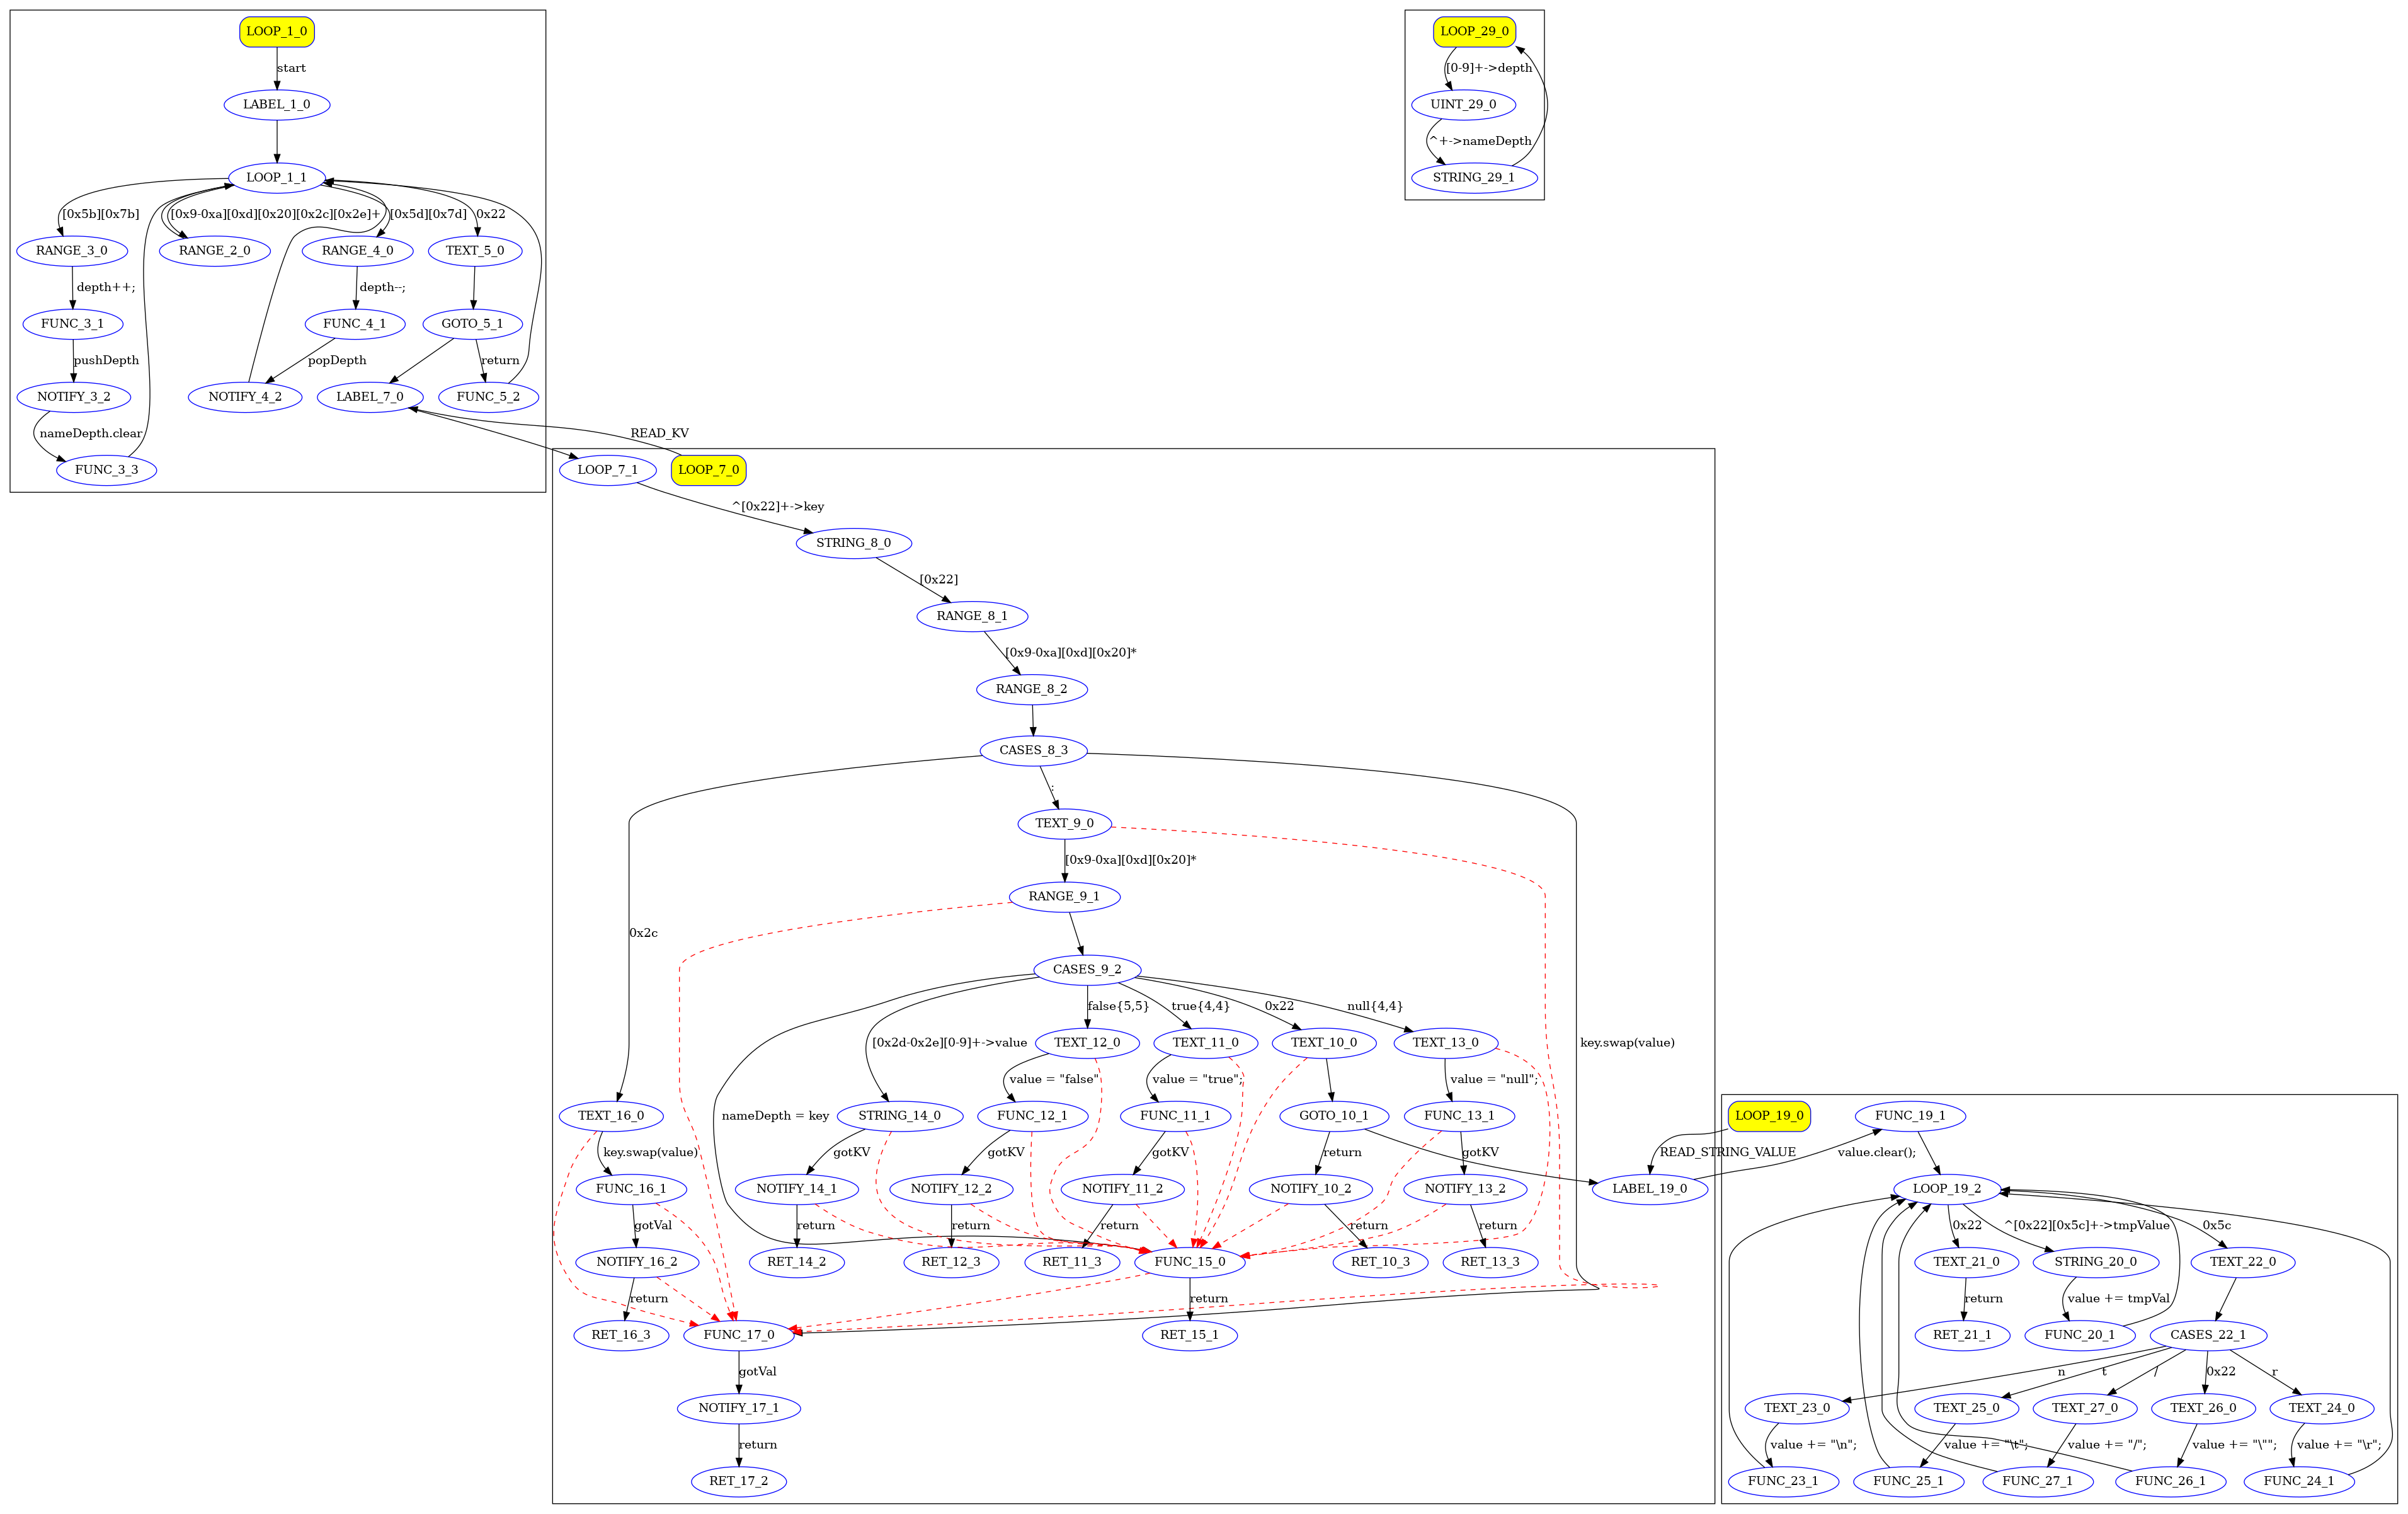 LOOP_1_0
start
LABEL_1_0
LOOP_1_1
[0x5b][0x7b]
[0x9-0xa][0xd][0x20][0x2c][0x2e]+
[0x5d][0x7d]
0x22
RANGE_3_0
RANGE_2_0
RANGE_4_0
TEXT_5_0
depth++;
depth--;
FUNC_3_1
FUNC_4_1
GOTO_5_1
pushDepth
popDepth
return
NOTIFY_3_2
NOTIFY_4_2
LABEL_7_0
FUNC_5_2
nameDepth.clear
FUNC_3_3
LOOP_29_0
[0-9]+->depth
UINT_29_0
^+->nameDepth
STRING_29_1
READ_KV
LOOP_7_1
LOOP_7_0
^[0x22]+->key
STRING_8_0
[0x22]
RANGE_8_1
[0x9-0xa][0xd][0x20]*
RANGE_8_2
CASES_8_3
:
TEXT_9_0
[0x9-0xa][0xd][0x20]*
RANGE_9_1
0x2c
CASES_9_2
false{5,5}
true{4,4}
0x22
null{4,4}
[0x2d-0x2e][0-9]+->value
TEXT_12_0
TEXT_11_0
TEXT_10_0
TEXT_13_0
key.swap(value)
value = "false"
value = "true";
value = "null";
nameDepth = key
TEXT_16_0
STRING_14_0
FUNC_12_1
FUNC_11_1
GOTO_10_1
FUNC_13_1
key.swap(value)
gotKV
gotKV
gotKV
return
gotKV
FUNC_16_1
NOTIFY_14_1
NOTIFY_12_2
NOTIFY_11_2
NOTIFY_10_2
NOTIFY_13_2
LABEL_19_0
gotVal
return
return
return
return
return
NOTIFY_16_2
RET_14_2
RET_12_3
RET_11_3
FUNC_15_0
RET_10_3
RET_13_3
return
return
RET_16_3
FUNC_17_0
RET_15_1
gotVal
NOTIFY_17_1
return
RET_17_2
LOOP_19_0
FUNC_19_1
READ_STRING_VALUE
value.clear();
LOOP_19_2
0x22
^[0x22][0x5c]+->tmpValue
0x5c
TEXT_21_0
STRING_20_0
TEXT_22_0
return
value += tmpVal
RET_21_1
FUNC_20_1
CASES_22_1
n
t
/
0x22
r
TEXT_23_0
TEXT_25_0
TEXT_27_0
TEXT_26_0
TEXT_24_0
value += "\n";
value += "\t";
value += "/";
value += "\"";
value += "\r";
FUNC_23_1
FUNC_25_1
FUNC_27_1
FUNC_26_1
FUNC_24_1